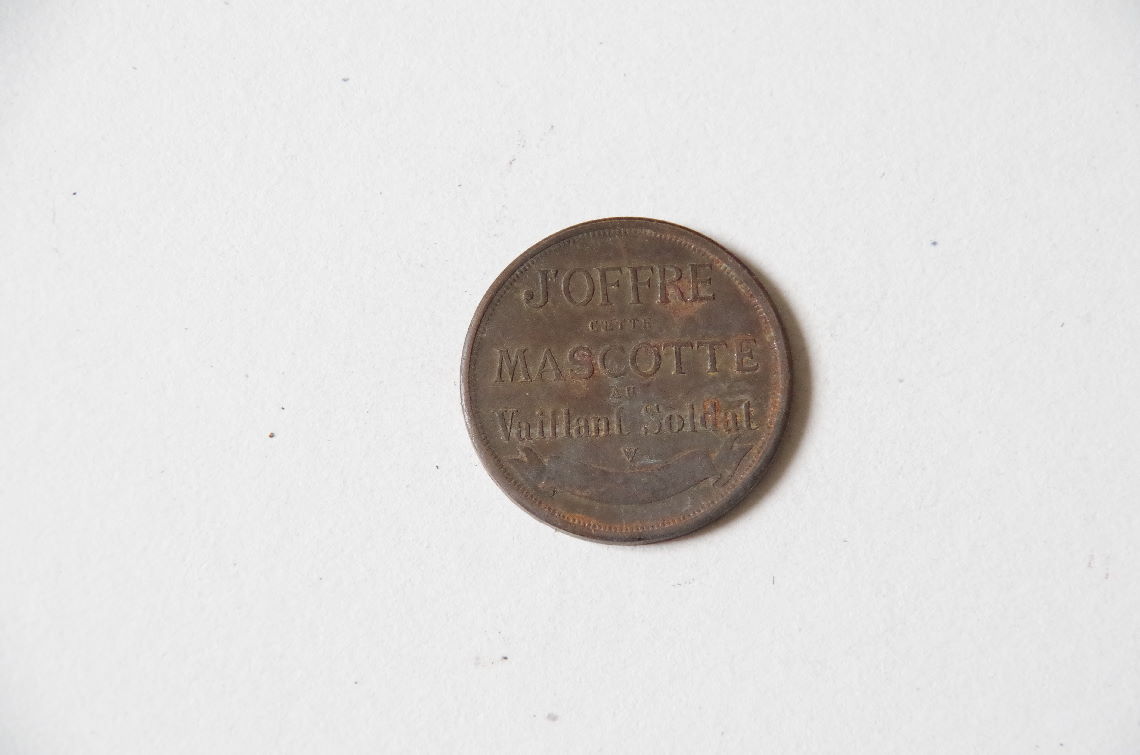 J'OFFRE
CETTE
MASCOTTE
AU
Vaillant Soldat